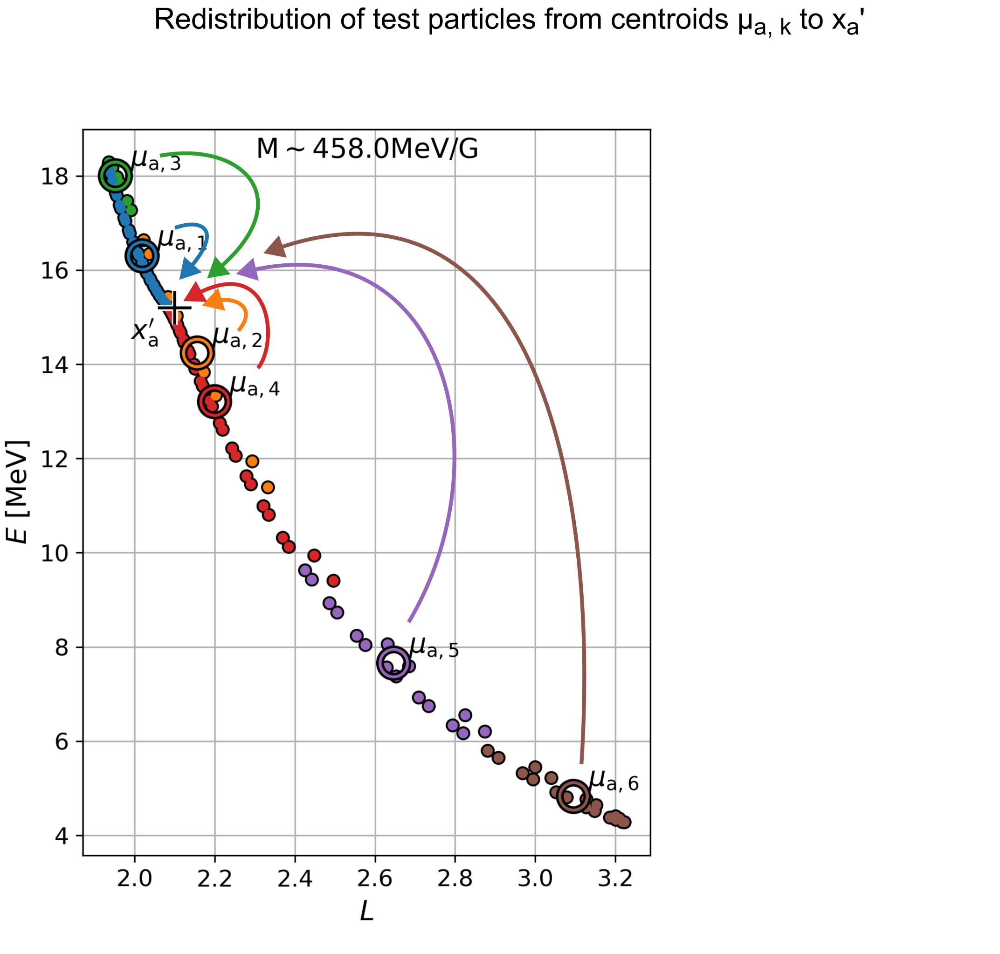 Redistribution of test particles from centroids μa, k to xa'
M ~ 458.0MeV/G
μa, 3
μa, 1
x′a
μa, 2
μa, 4
μa, 5
μa, 6
E [MeV]
18
16
14
12
10
8
6
4
2.0 2.2 2.4 2.6 2.8 3.0 3.2
L